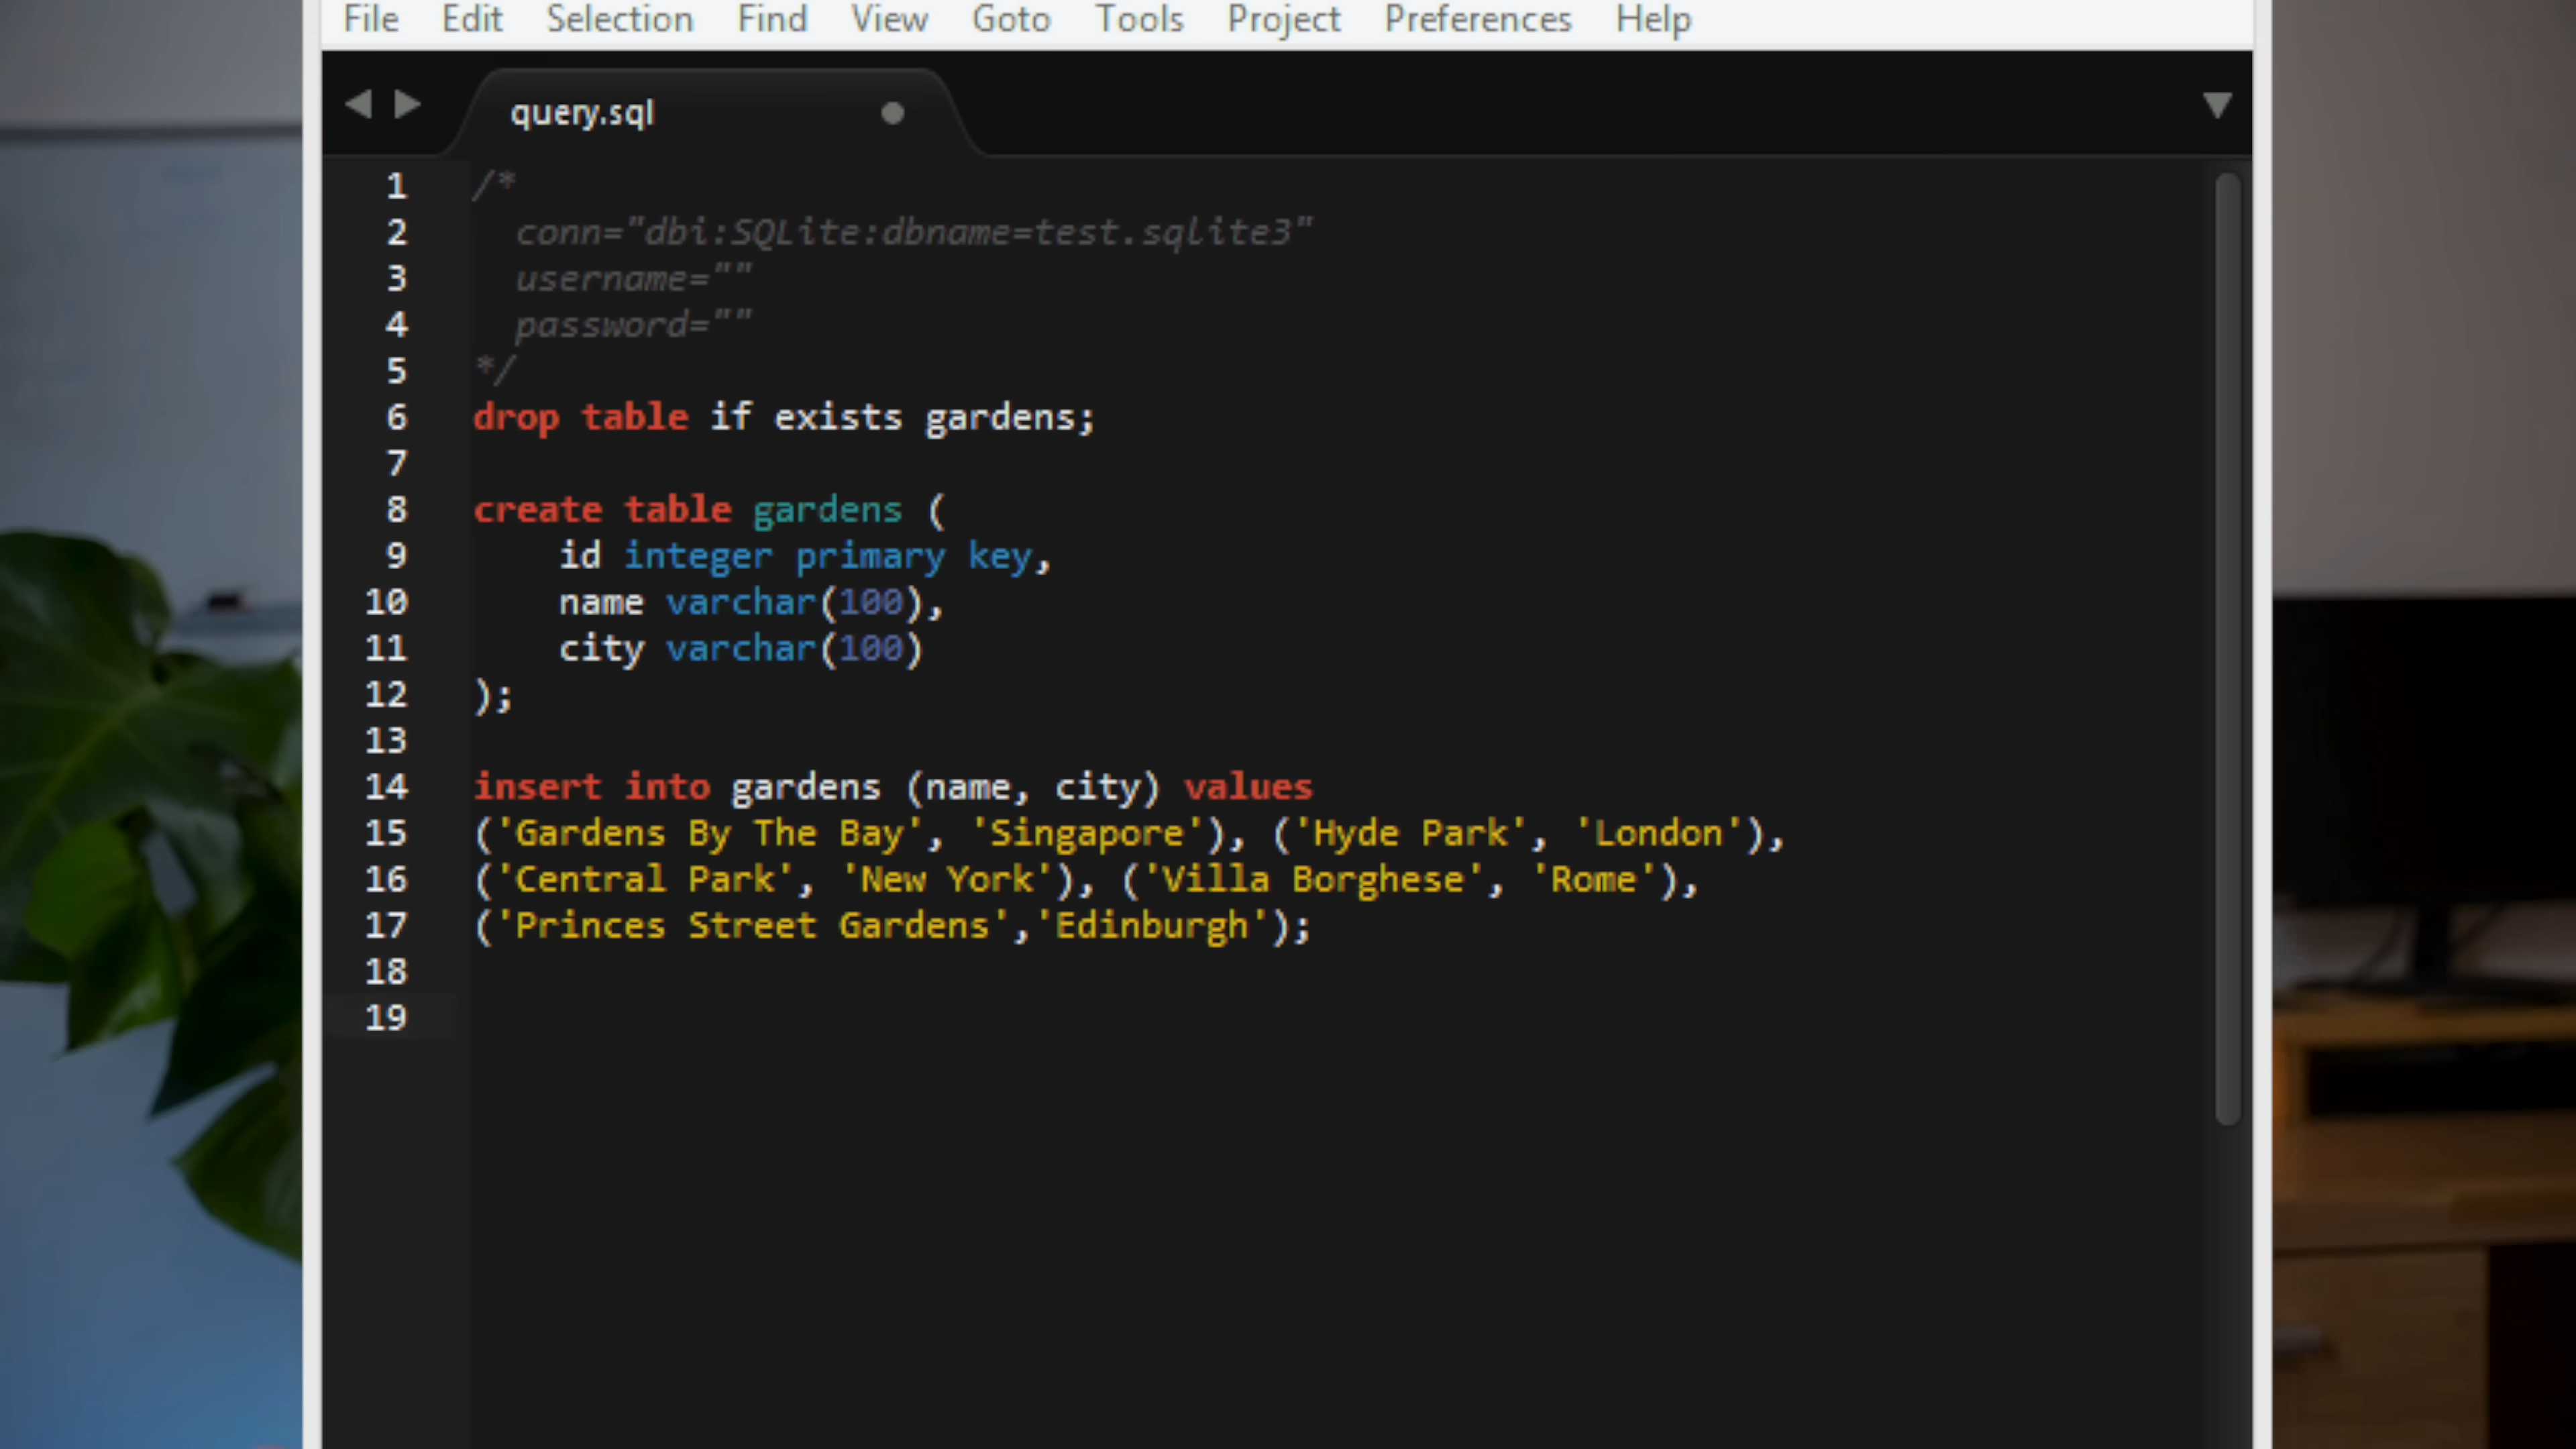 File Edit Selection Find View Goto Tools Project Preferences Help
query.sql
1 /*
2   conn="dbi:SQLite:dbname=test.sqlite3"
3   username=""
4   password=""
5 */
6 drop table if exists gardens;
7
8 create table gardens (
9     id integer primary key,
10     name varchar(100),
11     city varchar(100)
12 );
13
14 insert into gardens (name, city) values
15 ('Gardens By The Bay', 'Singapore'), ('Hyde Park', 'London'),
16 ('Central Park', 'New York'), ('Villa Borghese', 'Rome'),
17 ('Princes Street Gardens','Edinburgh');
18
19